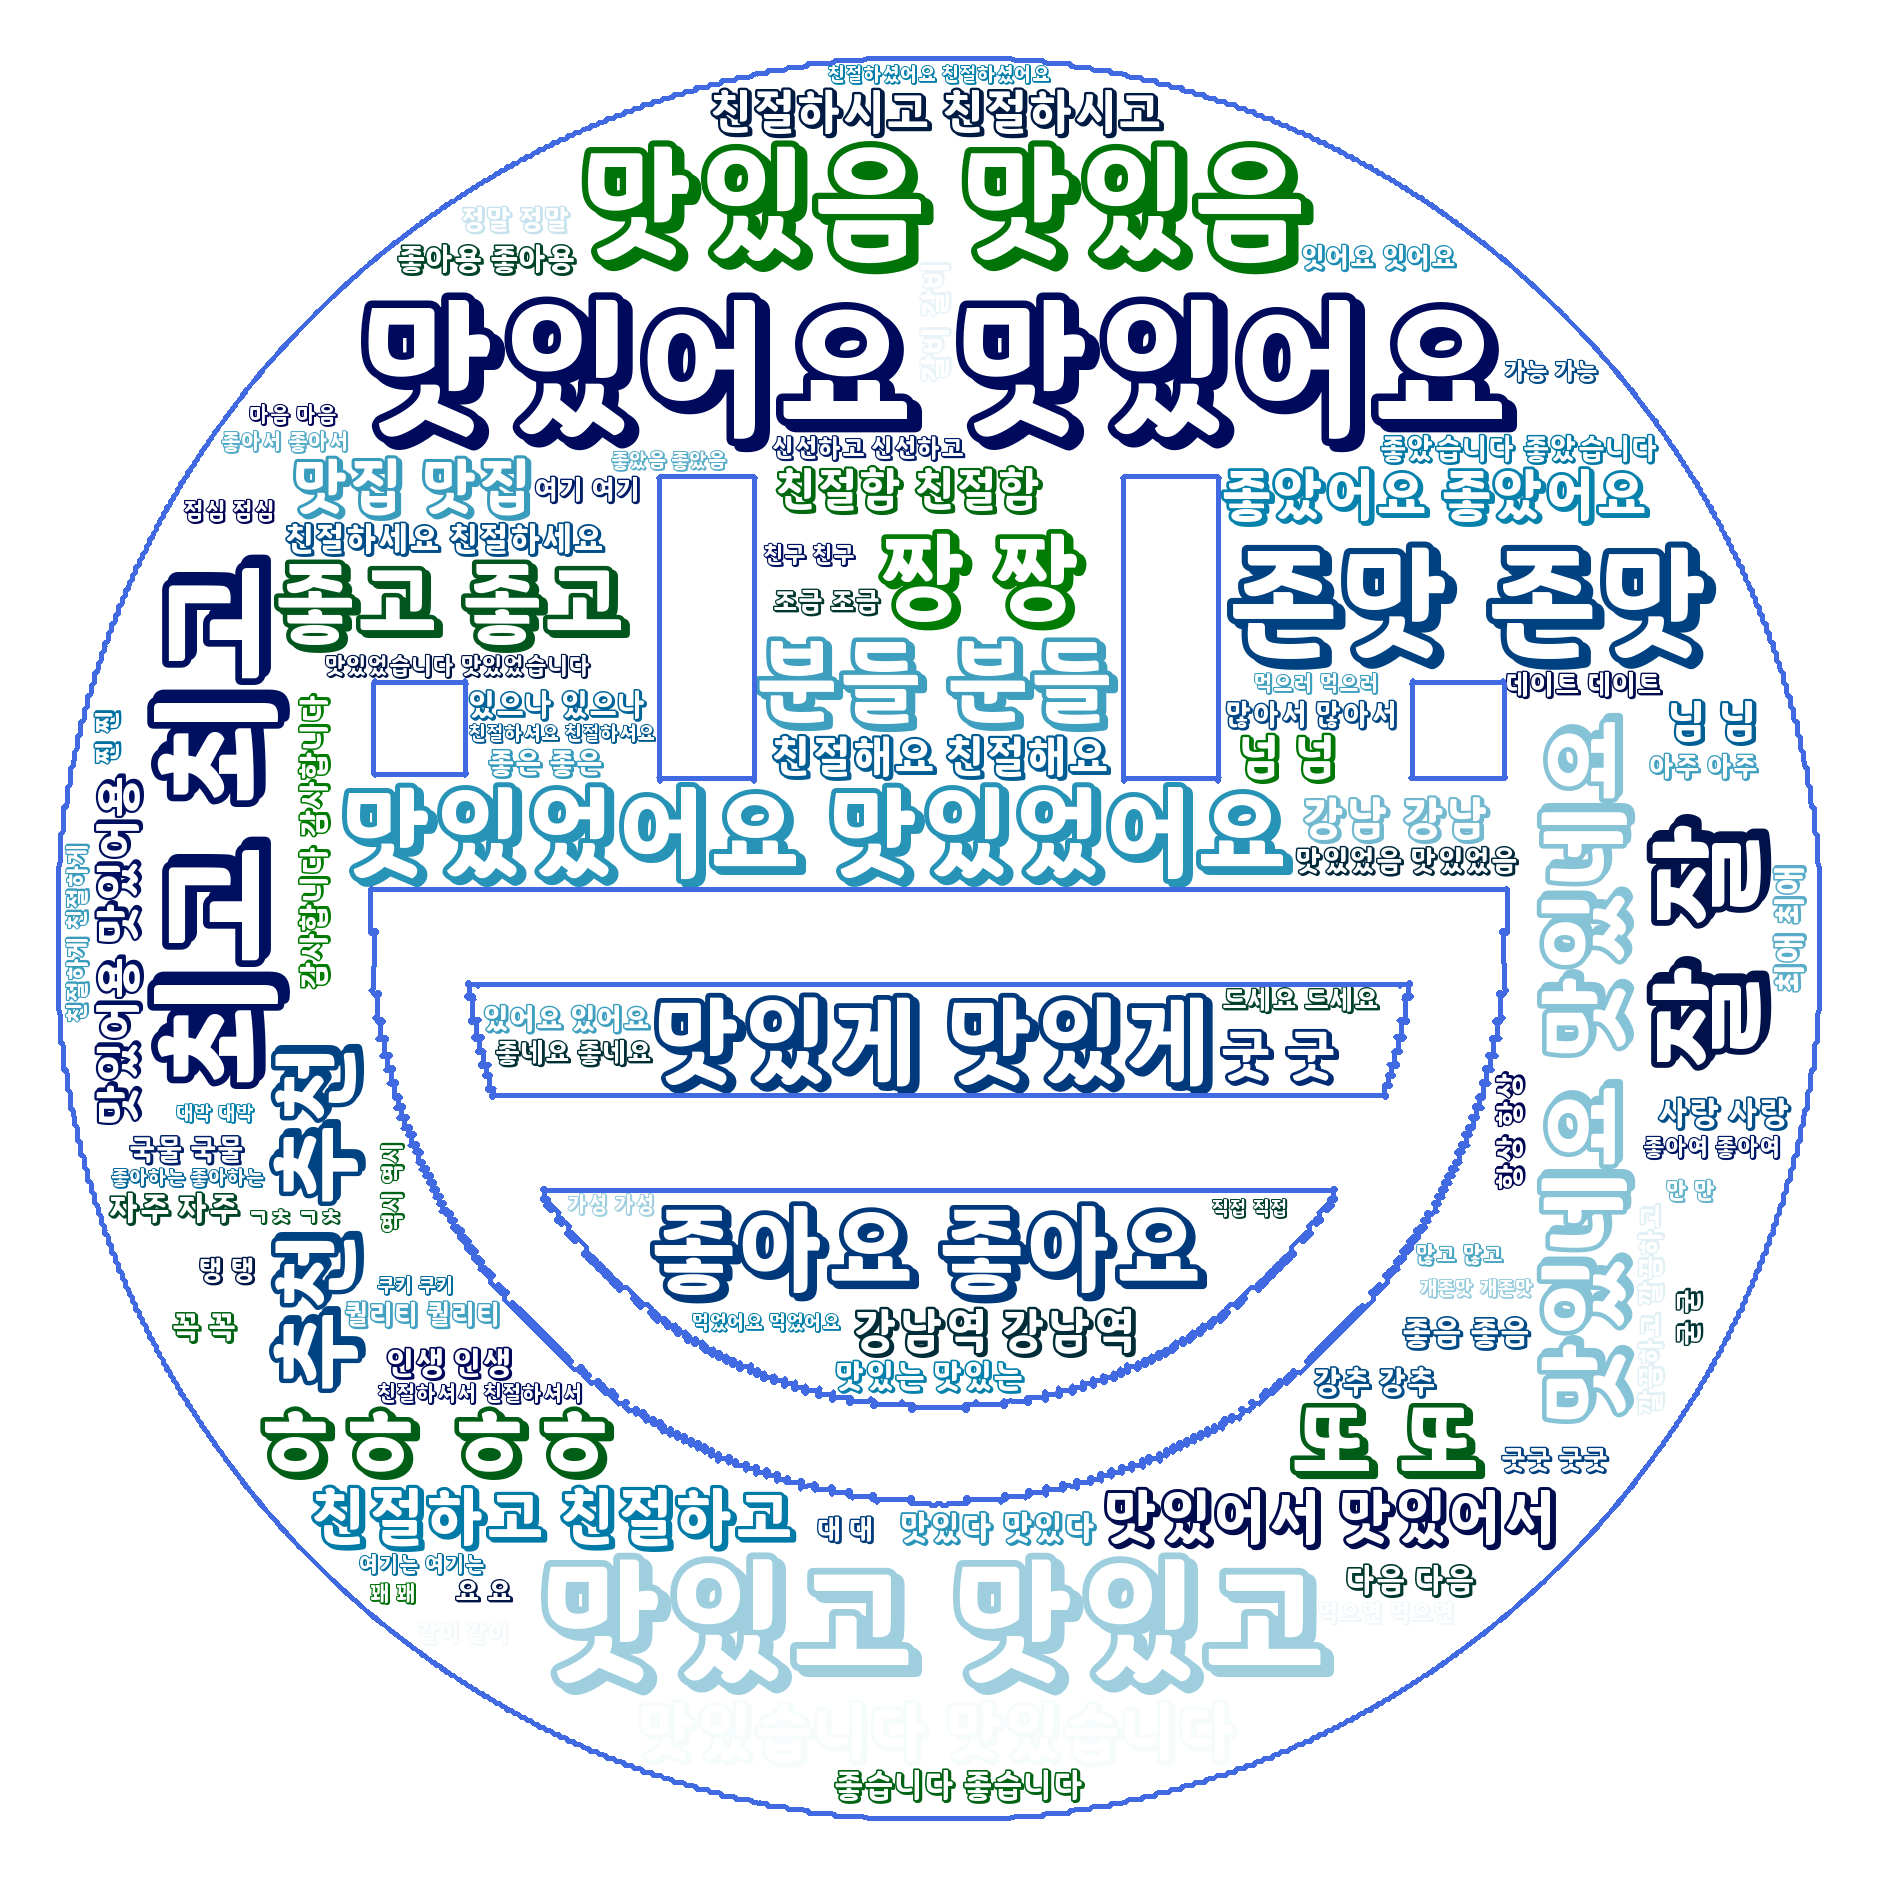 친절하셨어요 친절하셨어요
친절하시고 친절하시고
맛있음 맛있음
정말 정말
좋아용 좋아용
잇어요 잇어요
갈비 갈비
맛있어요 맛있어요
가능 가능
마음 마음
좋아서 좋아서
신선하고 신선하고
좋았습니다 좋았습니다
맛집 맛집
좋았음 좋았음
여기 여기
친절함 친절함
좋았어요 좋았어요
점심 점심
친절하세요 친절하세요
친구 친구
짱 짱
존맛 존맛
좋고 좋고
조금 조금
맛있었습니다 맛있었습니다
분들 분들
먹으러 먹으러
데이트 데이트
최고 최고
감사합니다 감사합니다
찐 찐
있으나 있으나
많아서 많아서
님 님
친절하셔요 친절하셔요
좋은 좋은
친절해요 친절해요
넘 넘
아주 아주
맛있어용 맛있어용
맛있었어요 맛있었어요
강남 강남
맛있었음 맛있었음
맛있네요 맛있네요
잘 잘
최애 최애
친절하게 친절하게
있어요 있어요
맛있게 맛있게
드세요 드세요
좋네요 좋네요
굿 굿
추천 추천
항상 항상
대박 대박
사랑 사랑
국물 국물
역시 역시
좋아여 좋아여
좋아하는 좋아하는
자주 자주
ㄱㅊ ㄱㅊ
가성 가성
직접 직접
만 만
좋아요 좋아요
깔끔하고 깔끔하고
탱 탱
많고 많고
쿠키 쿠키
개존맛 개존맛
꼭 꼭
퀄리티 퀄리티
먹었어요 먹었어요
강남역 강남역
좋음 좋음
굳 굳
인생 인생
맛있는 맛있는
강추 강추
친절하셔서 친절하셔서
ㅎㅎ ㅎㅎ
또 또
굿굿 굿굿
친절하고 친절하고
대 대
맛있다 맛있다
맛있어서 맛있어서
여기는 여기는
꽤 꽤
요 요
맛있고 맛있고
다음 다음
먹으면 먹으면
같이 같이
맛있습니다 맛있습니다
좋습니다 좋습니다